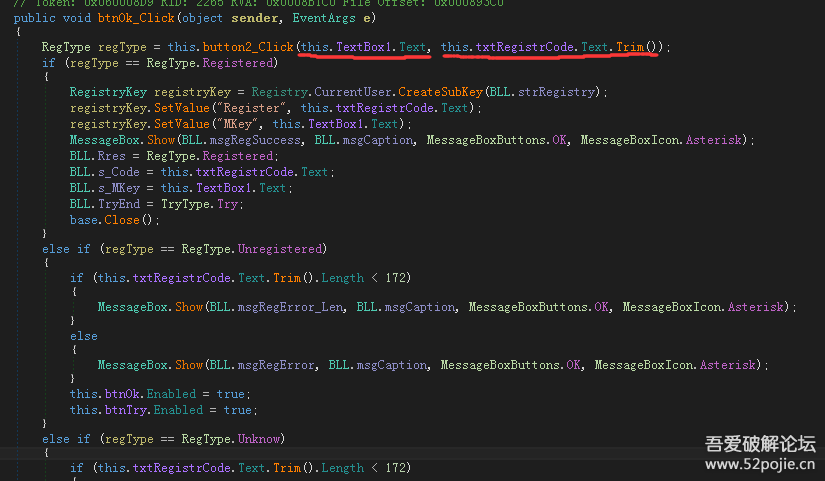 // Token: 0x060008D9 RID: 2265 RVA: 0x0008B1C0 File Offset: 0x000893C0
public void btnOk_Click(object sender, EventArgs e)
{
RegType regType = this.button2_Click(this.TextBox1.Text, this.txtRegistrCode.Text.Trim());
if (regType == RegType.Registered)
{
RegistryKey registryKey = Registry.CurrentUser.CreateSubKey(BLL.strRegistry);
registryKey.SetValue("Register", this.txtRegistrCode.Text);
registryKey.SetValue("MKey", this.TextBox1.Text);
MessageBox.Show(BLL.msgRegSuccess, BLL.msgCaption, MessageBoxButtons.OK, MessageBoxIcon.Asterisk);
BLL.Rres = RegType.Registered;
BLL.s_Code = this.txtRegistrCode.Text;
BLL.s_MKey = this.TextBox1.Text;
BLL.TryEnd = TryType.Try;
base.Close();
}
else if (regType == RegType.Unregistered)
{
if (this.txtRegistrCode.Text.Trim().Length < 172)
{
MessageBox.Show(BLL.msgRegError_Len, BLL.msgCaption, MessageBoxButtons.OK, MessageBoxIcon.Asterisk);
}
else
{
MessageBox.Show(BLL.msgRegError, BLL.msgCaption, MessageBoxButtons.OK, MessageBoxIcon.Asterisk);
}
this.btnOk.Enabled = true;
this.btnTry.Enabled = true;
}
else if (regType == RegType.Unknow)
{
if (this.txtRegistrCode.Text.Trim().Length < 172)
{
吾爱破解论坛
www.52pojie.cn